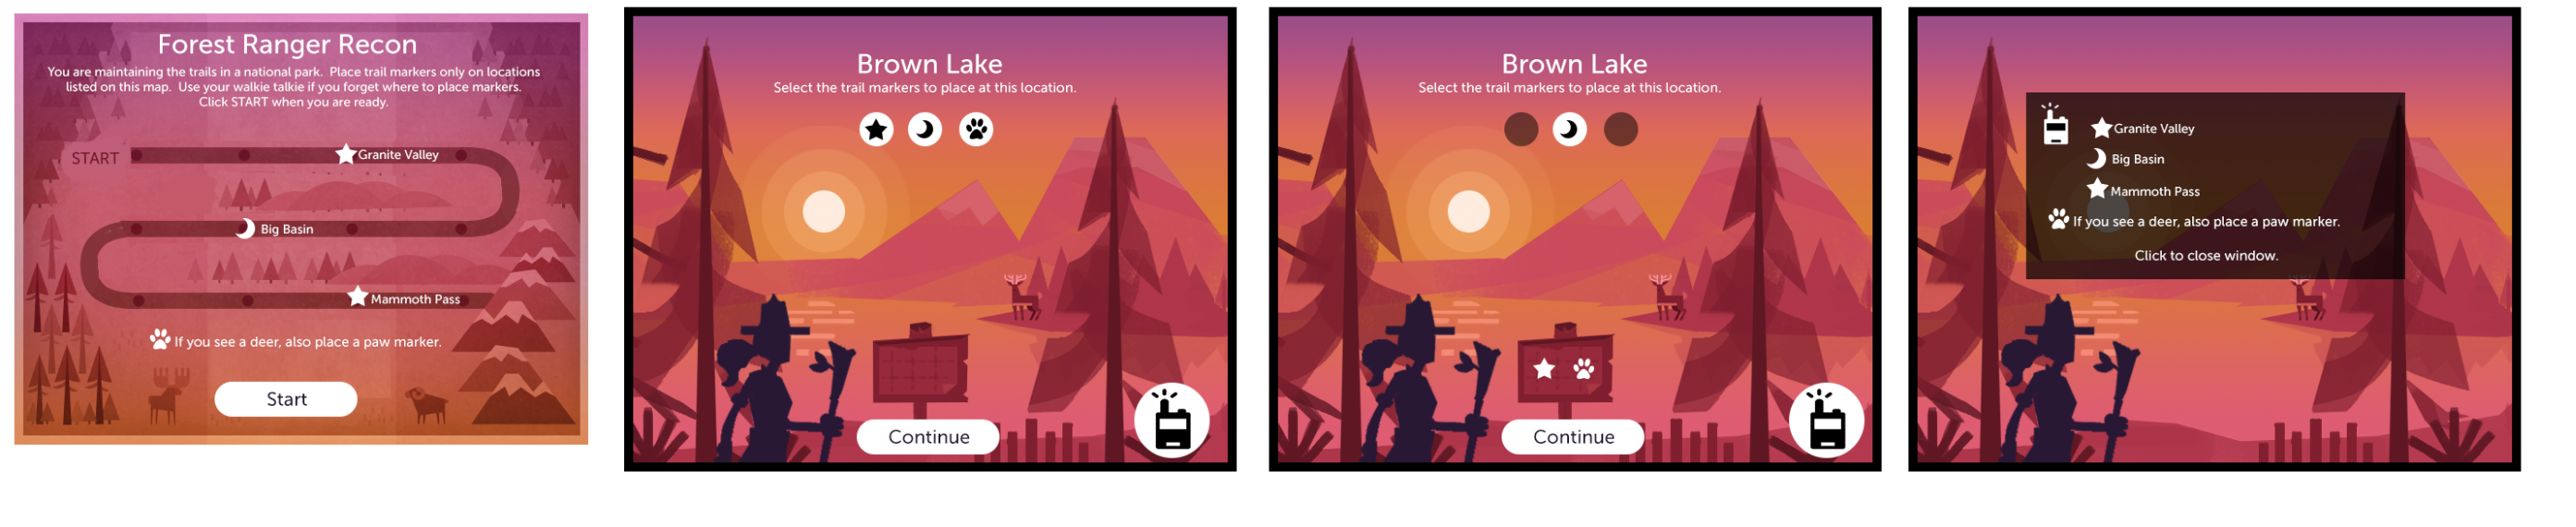 Forest Ranger Recon
You are maintaining the trails in a national park. Place trail markers only on locations
listed on this map. Use your walkie talkie if you forget where to place markers.
Click START when you are ready.
START
Granite Valley
Big Basin
Mammoth Pass
If you see a deer, also place a paw marker.
Start
Brown Lake
Select the trail markers to place at this location.
Continue
Brown Lake
Select the trail markers to place at this location.
Continue
Granite Valley
Big Basin
Mammoth Pass
If you see a deer, also place a paw marker.
Click to close window.